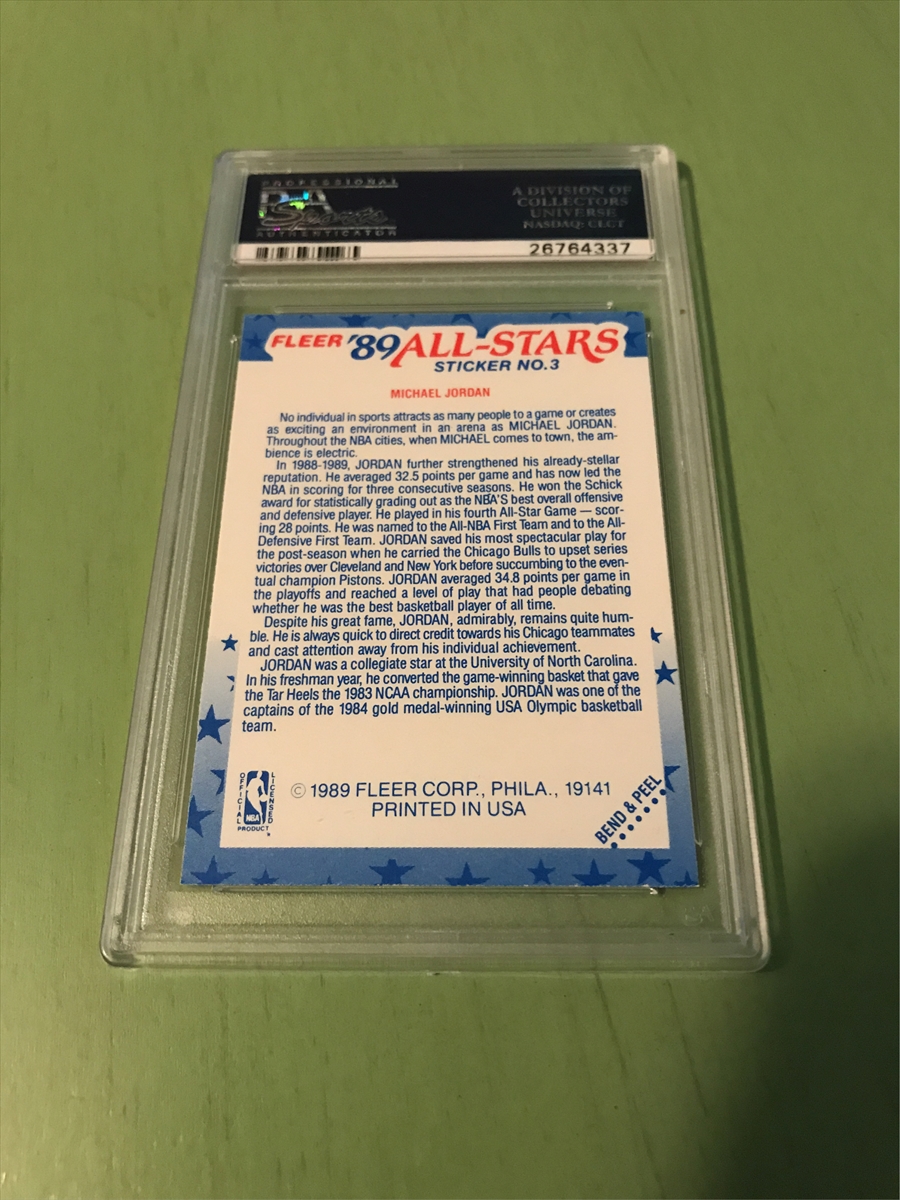 PROFESSIONAL
PSA
Sports
AUTHENTICATOR
A DIVISION OF
COLLECTORS
UNIVERSE
NASDAQ: CLCT
26764337
FLEER '89 ALL-STARS
STICKER NO.3
MICHAEL JORDAN
No individual in sports attracts as many people to a game or creates
as exciting an environment in an arena as MICHAEL JORDAN.
Throughout the NBA cities, when MICHAEL comes to town, the am-
bience is electric.
In 1988-1989, JORDAN further strengthened his already-stellar
reputation. He averaged 32.5 points per game and has now led the
NBA in scoring for three consecutive seasons. He won the Schick
award for statistically grading out as the NBA'S best overall offensive
and defensive player. He played in his fourth All-Star Game — scor-
ing 28 points. He was named to the All-NBA First Team and to the All-
Defensive First Team. JORDAN saved his most spectacular play for
the post-season when he carried the Chicago Bulls to upset series
victories over Cleveland and New York before succumbing to the even-
tual champion Pistons. JORDAN averaged 34.8 points per game in
the playoffs and reached a level of play that had people debating
whether he was the best basketball player of all time.
Despite his great fame, JORDAN, admirably, remains quite hum-
ble. He is always quick to direct credit towards his Chicago teammates
and cast attention away from his individual achievement.
JORDAN was a collegiate star at the University of North Carolina.
In his freshman year, he converted the game-winning basket that gave
the Tar Heels the 1983 NCAA championship. JORDAN was one of the
captains of the 1984 gold medal-winning USA Olympic basketball
team.
OFFICIAL LICENSED
NBA
PRODUCT
© 1989 FLEER CORP., PHILA., 19141
PRINTED IN USA
BEND & PEEL